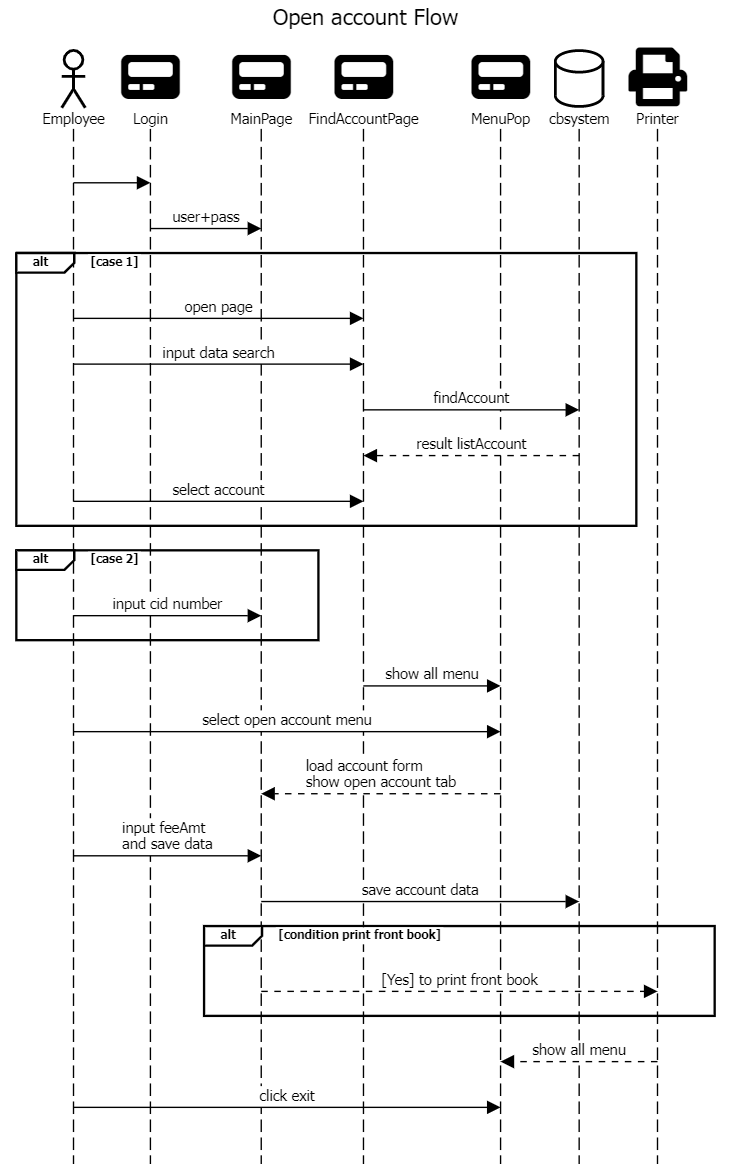 Open account Flow
Employee
Login
MainPage
FindAccountPage
MenuPop
cbsystem
Printer
user+pass
alt
[case 1]
open page
input data search
findAccount
result listAccount
select account
alt
[case 2]
input cid number
show all menu
select open account menu
load account form
show open account tab
input feeAmt
and save data
save account data
alt
[condition print front book]
[Yes] to print front book
show all menu
click exit